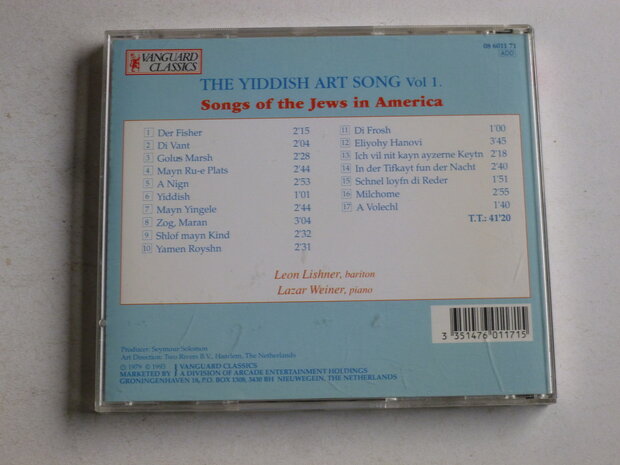 VANGUARD
CLASSICS
08 6011 71
ADD
THE YIDDISH ART SONG Vol 1.
Songs of the Jews in America
1 Der Fisher 2'15
2 Di Vant 2'04
3 Golus Marsh 2'28
4 Mayn Ru-e Plats 2'44
5 A Nign 2'53
6 Yiddish 1'01
7 Mayn Yingele 2'44
8 Zog, Maran 3'04
9 Shlof mayn Kind 2'32
10 Yamen Royshn 2'31
11 Di Frosh 1'00
12 Eliyohy Hanovi 3'45
13 Ich vil nit kayn ayzerne Keytn 2'18
14 In der Tifkayt fun der Nacht 2'40
15 Schnel loyfn di Reder 1'51
16 Milchome 2'55
17 A Volechl 1'40
T.T.: 41'20
Leon Lishner, bariton
Lazar Weiner, piano
3 351476 011715
Producer: Seymour Solomon
Art Direction: Two Rivers B.V., Haarlem, The Netherlands
℗ 1979 © 1993 VANGUARD CLASSICS
MARKETED BY A DIVISION OF ARCADE ENTERTAINMENT HOLDINGS
GRONINGENHAVEN 18, P.O. BOX 1308, 3430 BH NIEUWEGEIN, THE NETHERLANDS